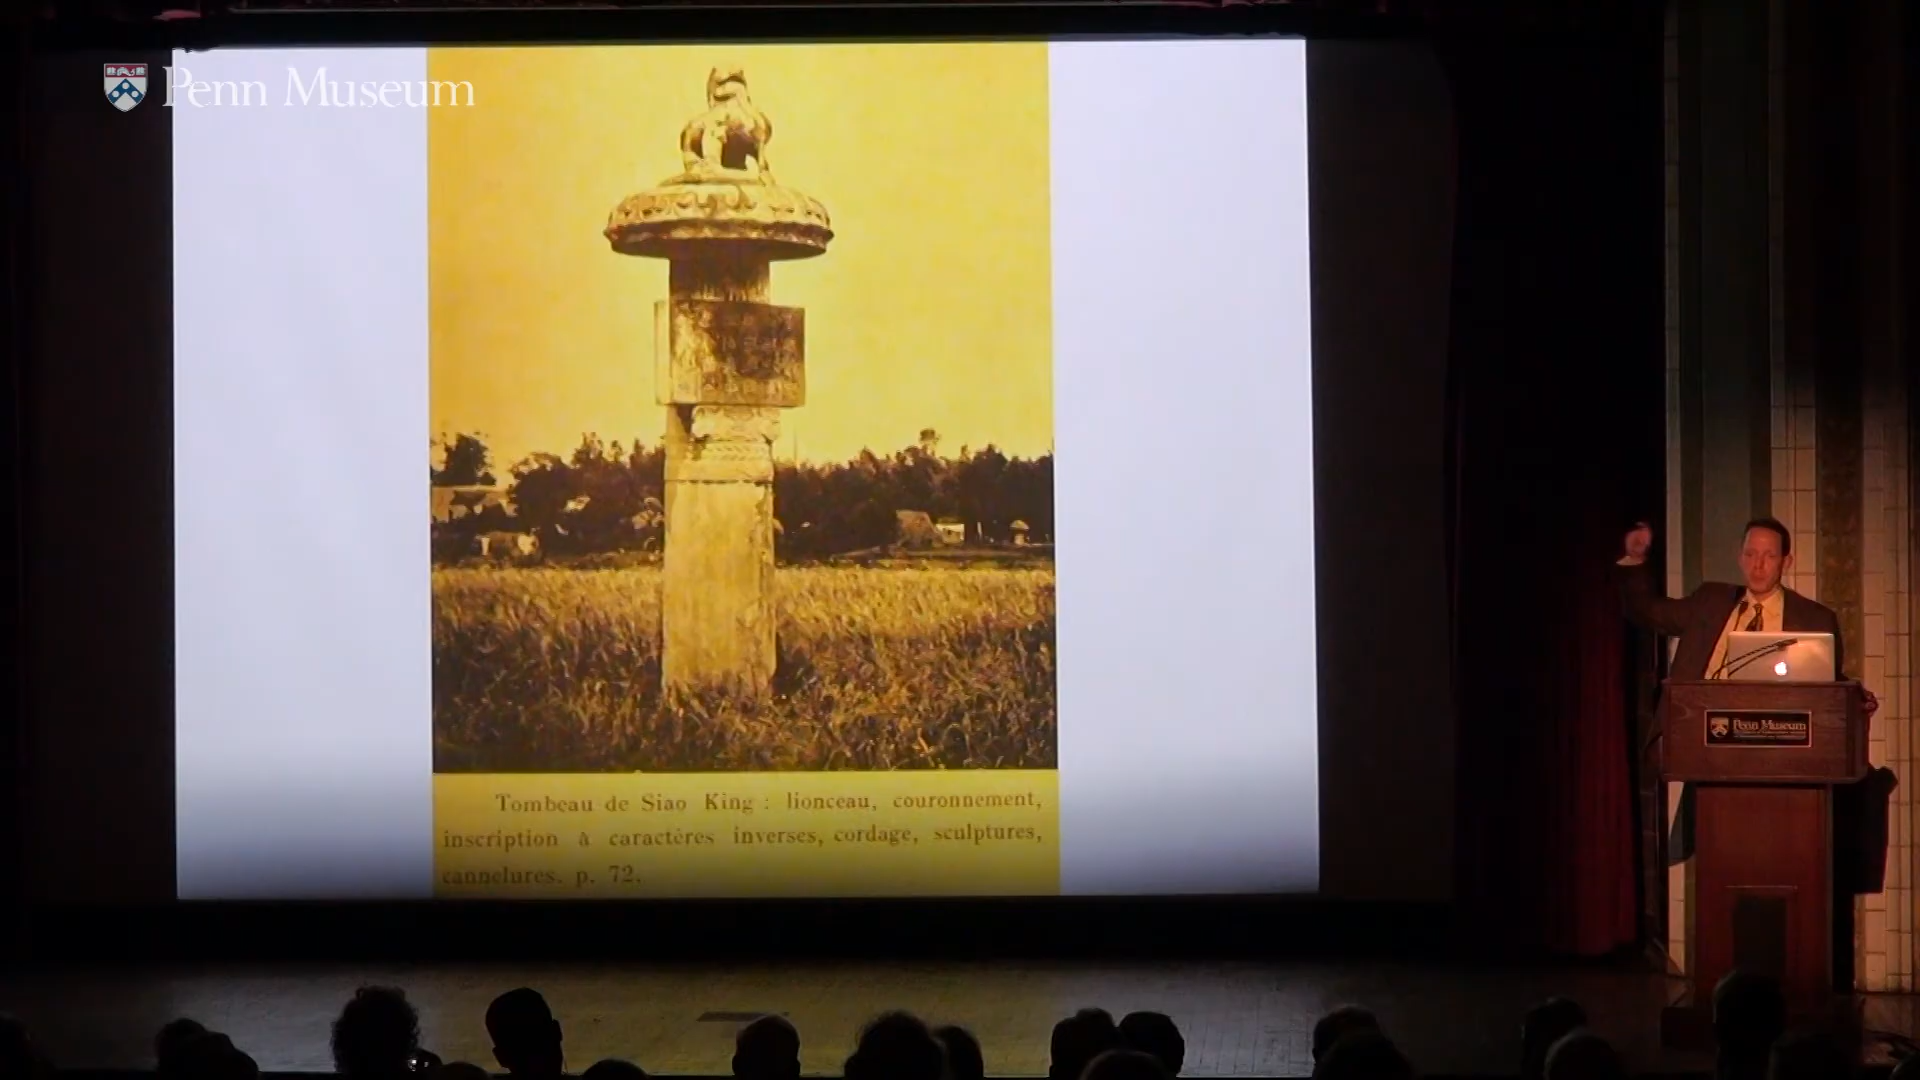 Penn Museum
Tombeau de Siao King : lionceau, couronnement,
inscription à caractères inverses, cordage, sculptures,
cannelures. p. 72.
Penn Museum